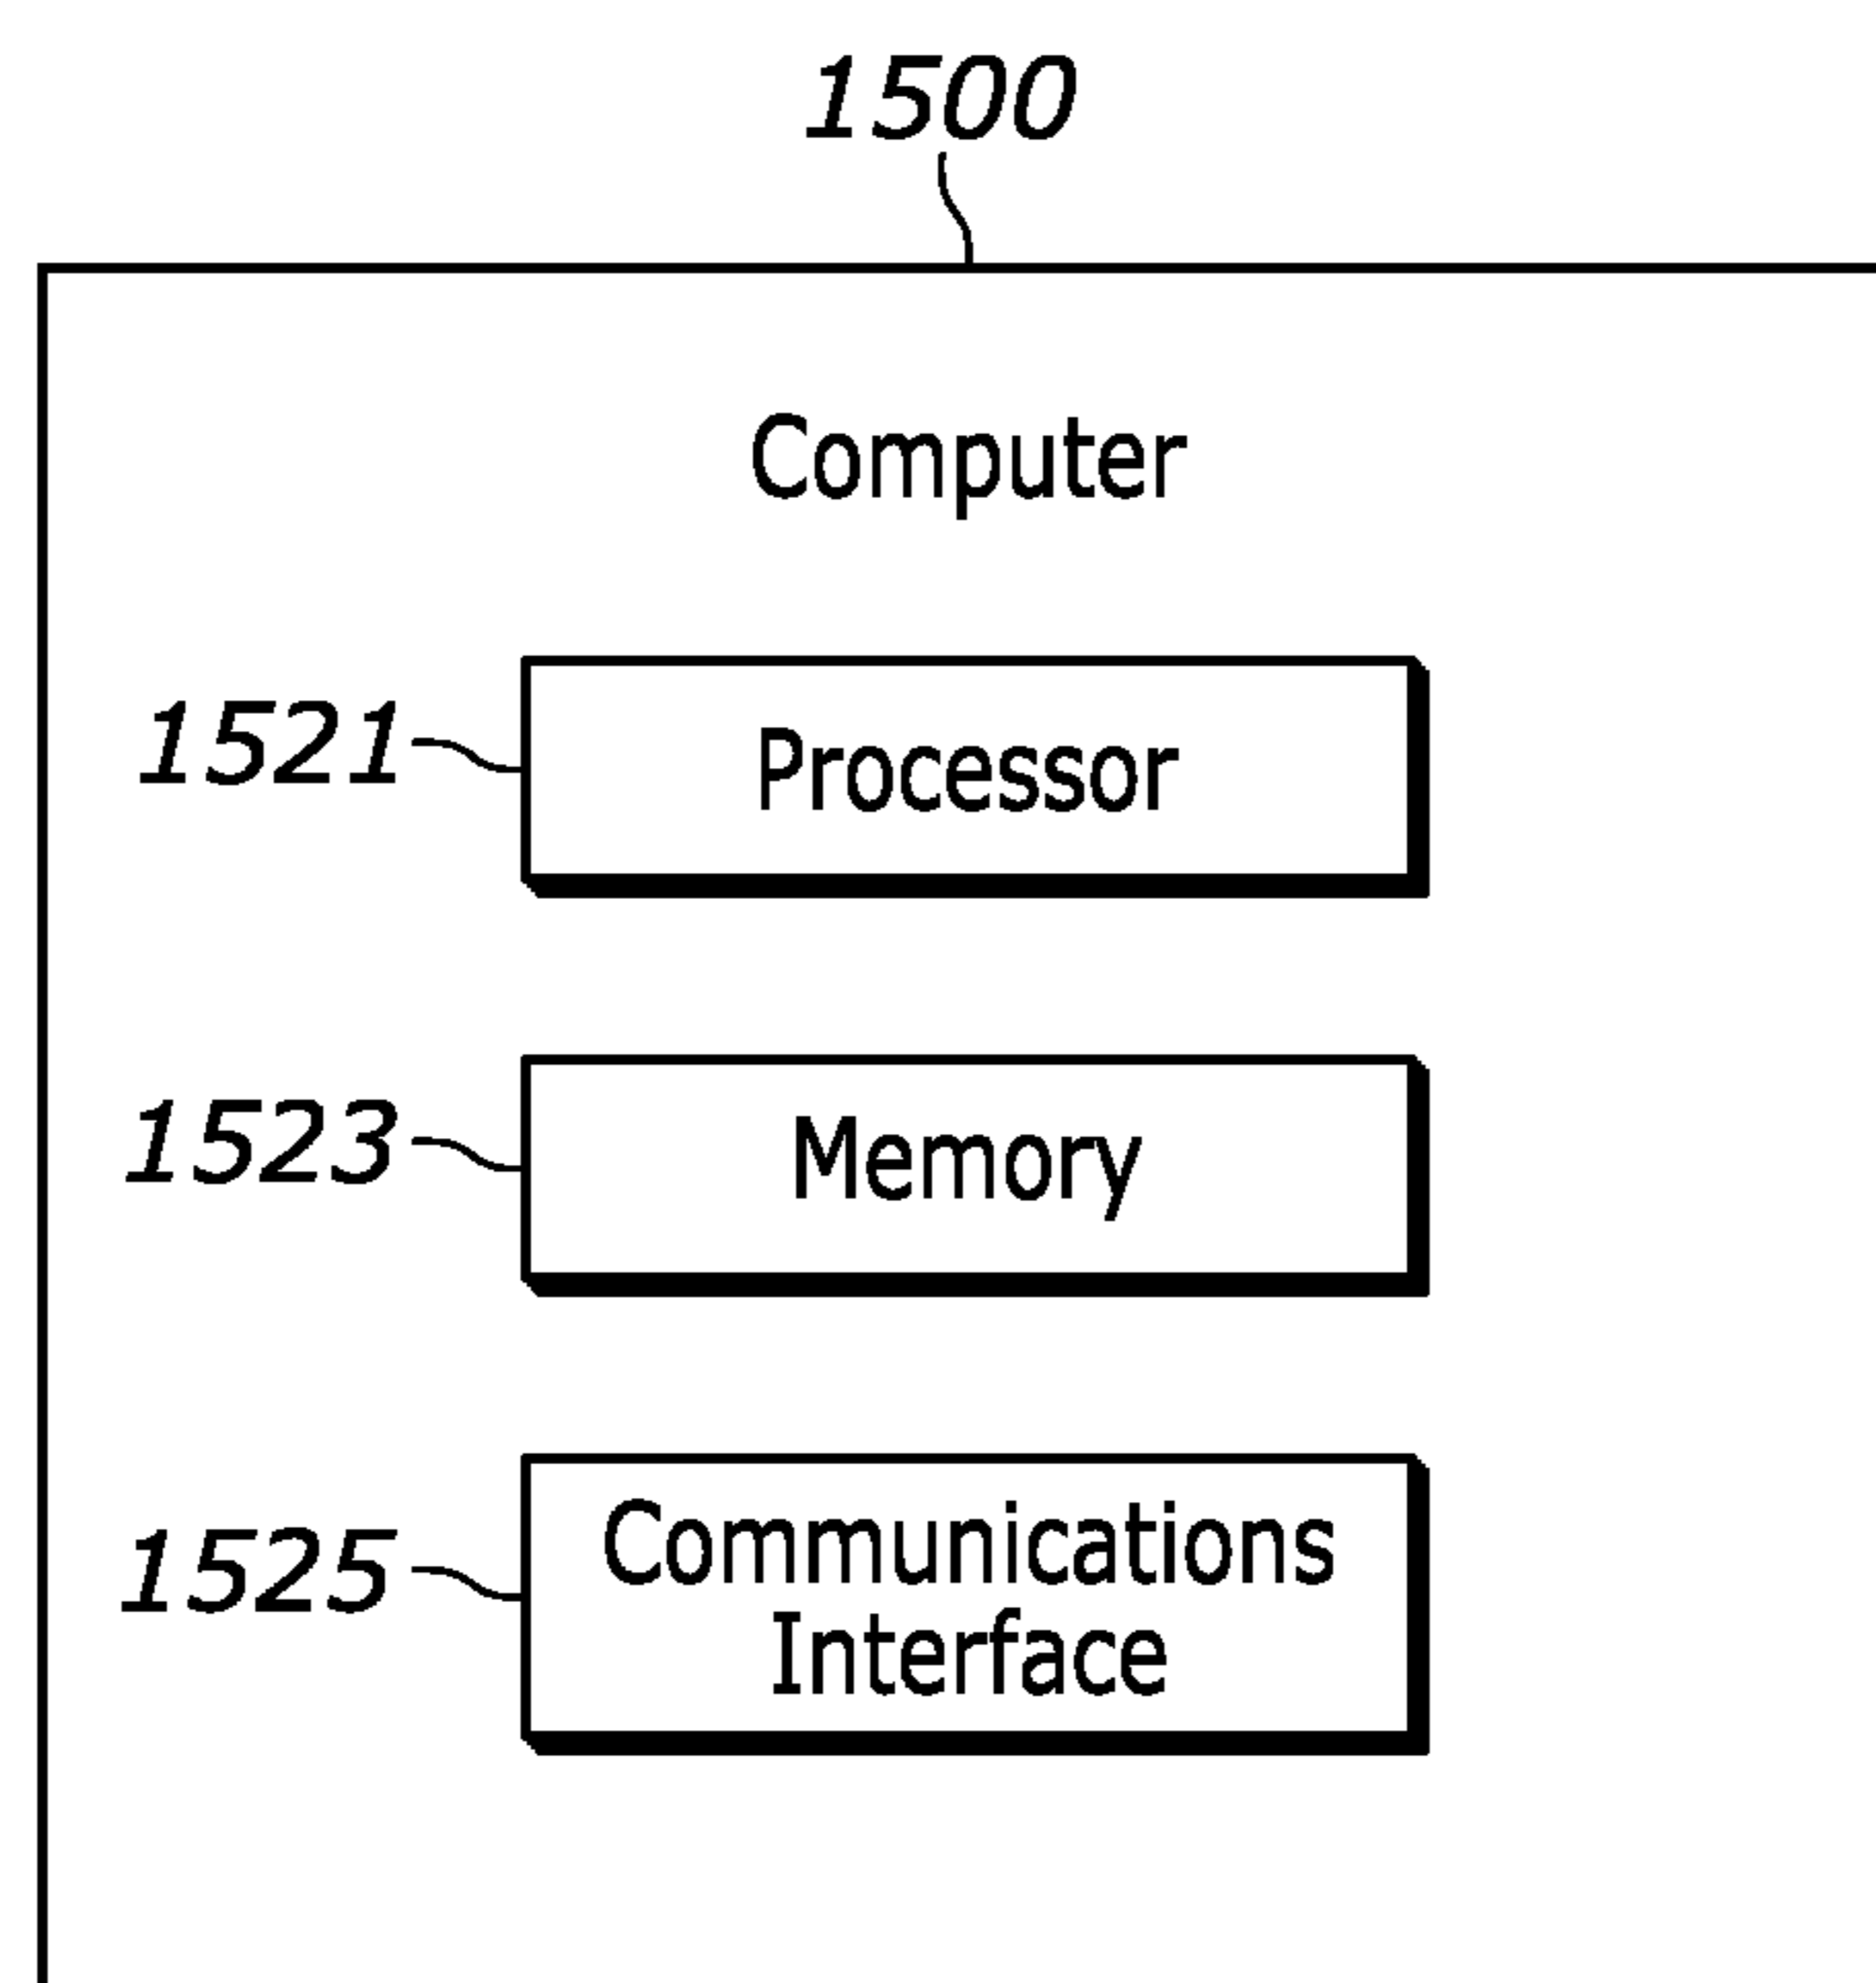 1500
Computer
1521
Processor
1523
Memory
1525
Communications
Interface